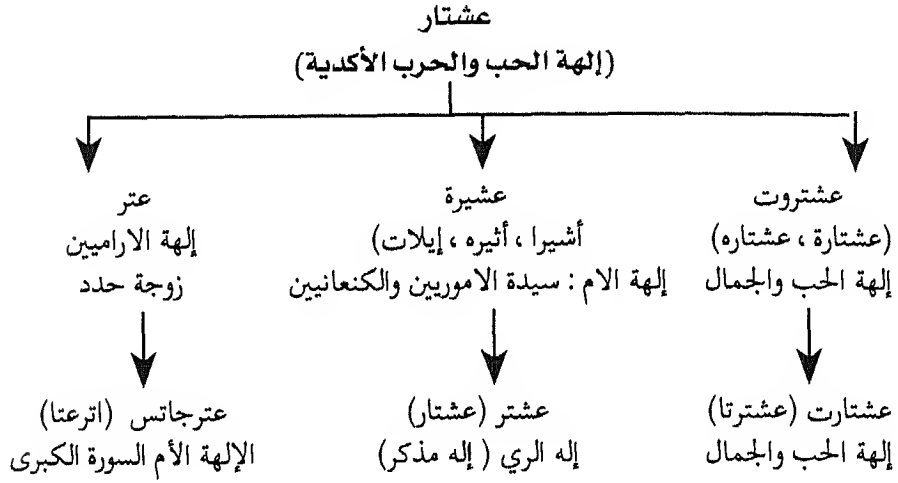 عشتار
(إلهة الحب والحرب الأكدية)
عشتروت
(عشتارة ، عشتاره)
إلهة الحب والجمال
عشيرة
أشيرا ، أثيره ، إيلات)
إلهة الام : سيدة الاموريين والكنعانيين
عتر
إلهة الاراميين
زوجة حدد
عشتارت (عشترتا)
إلهة الحب والجمال
عشتر (عشتار)
إله الري ( إله مذكر)
عترجاتس (اترعتا)
الإلهة الأم السورة الكبرى